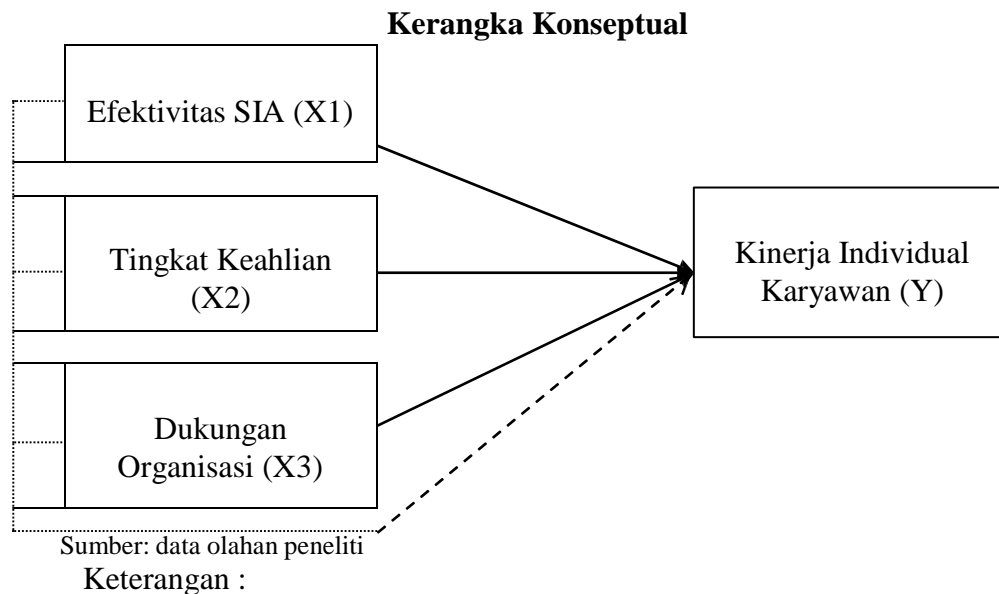 Kerangka Konseptual
Efektivitas SIA (X1)
Tingkat Keahlian
(X2)
Kinerja Individual
Karyawan (Y)
Dukungan
Organisasi (X3)
Sumber: data olahan peneliti
Keterangan :